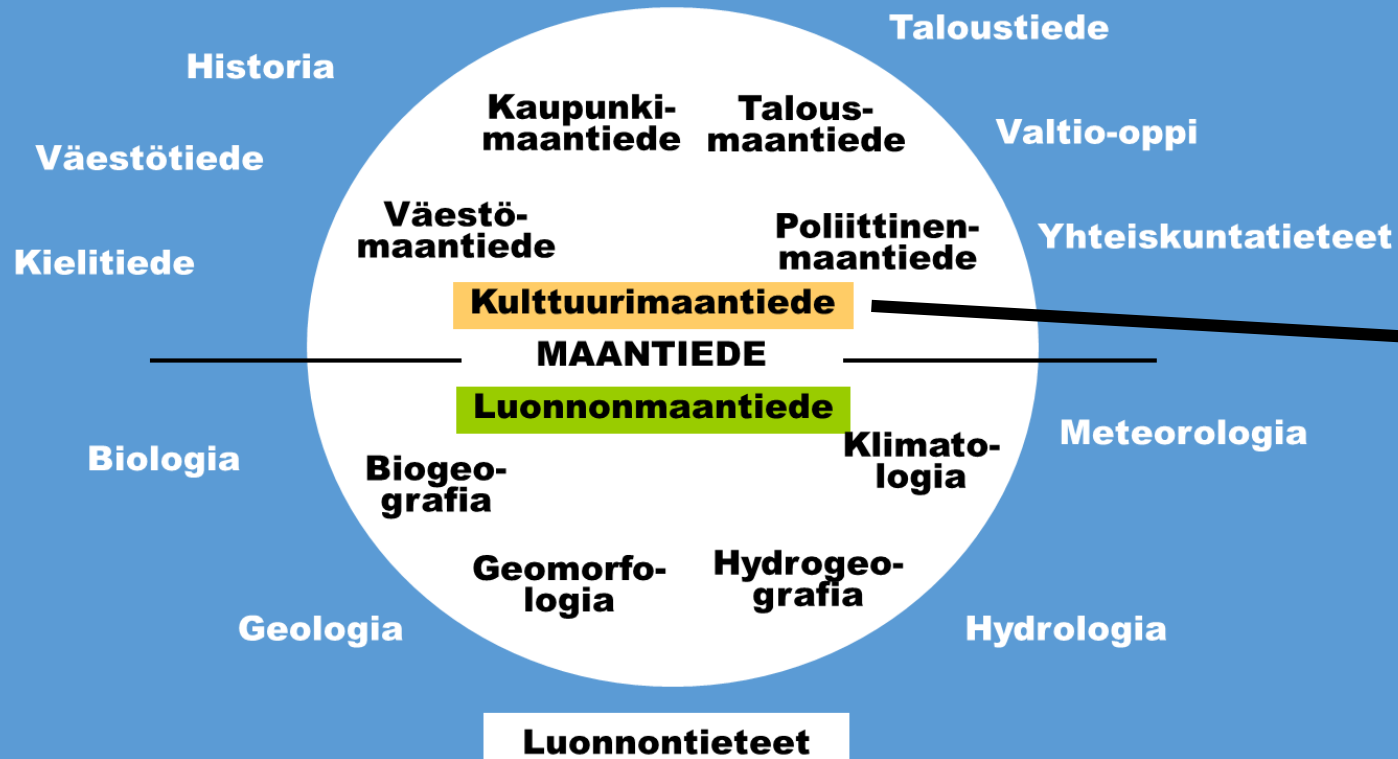 Taloustiede
Historia
Kaupunki-
maantiede
Talous-
maantiede
Valtio-oppi
Väestötiede
Väestö-
maantiede
Poliittinen-
maantiede
Yhteiskuntatieteet
Kielitiede
Kulttuurimaantiede
MAANTIEDE
Luonnonmaantiede
Klimato-
logia
Meteorologia
Biologia
Biogeo-
grafia
Geomorfo-
logia
Hydrogeo-
grafia
Geologia
Hydrologia
Luonnontieteet